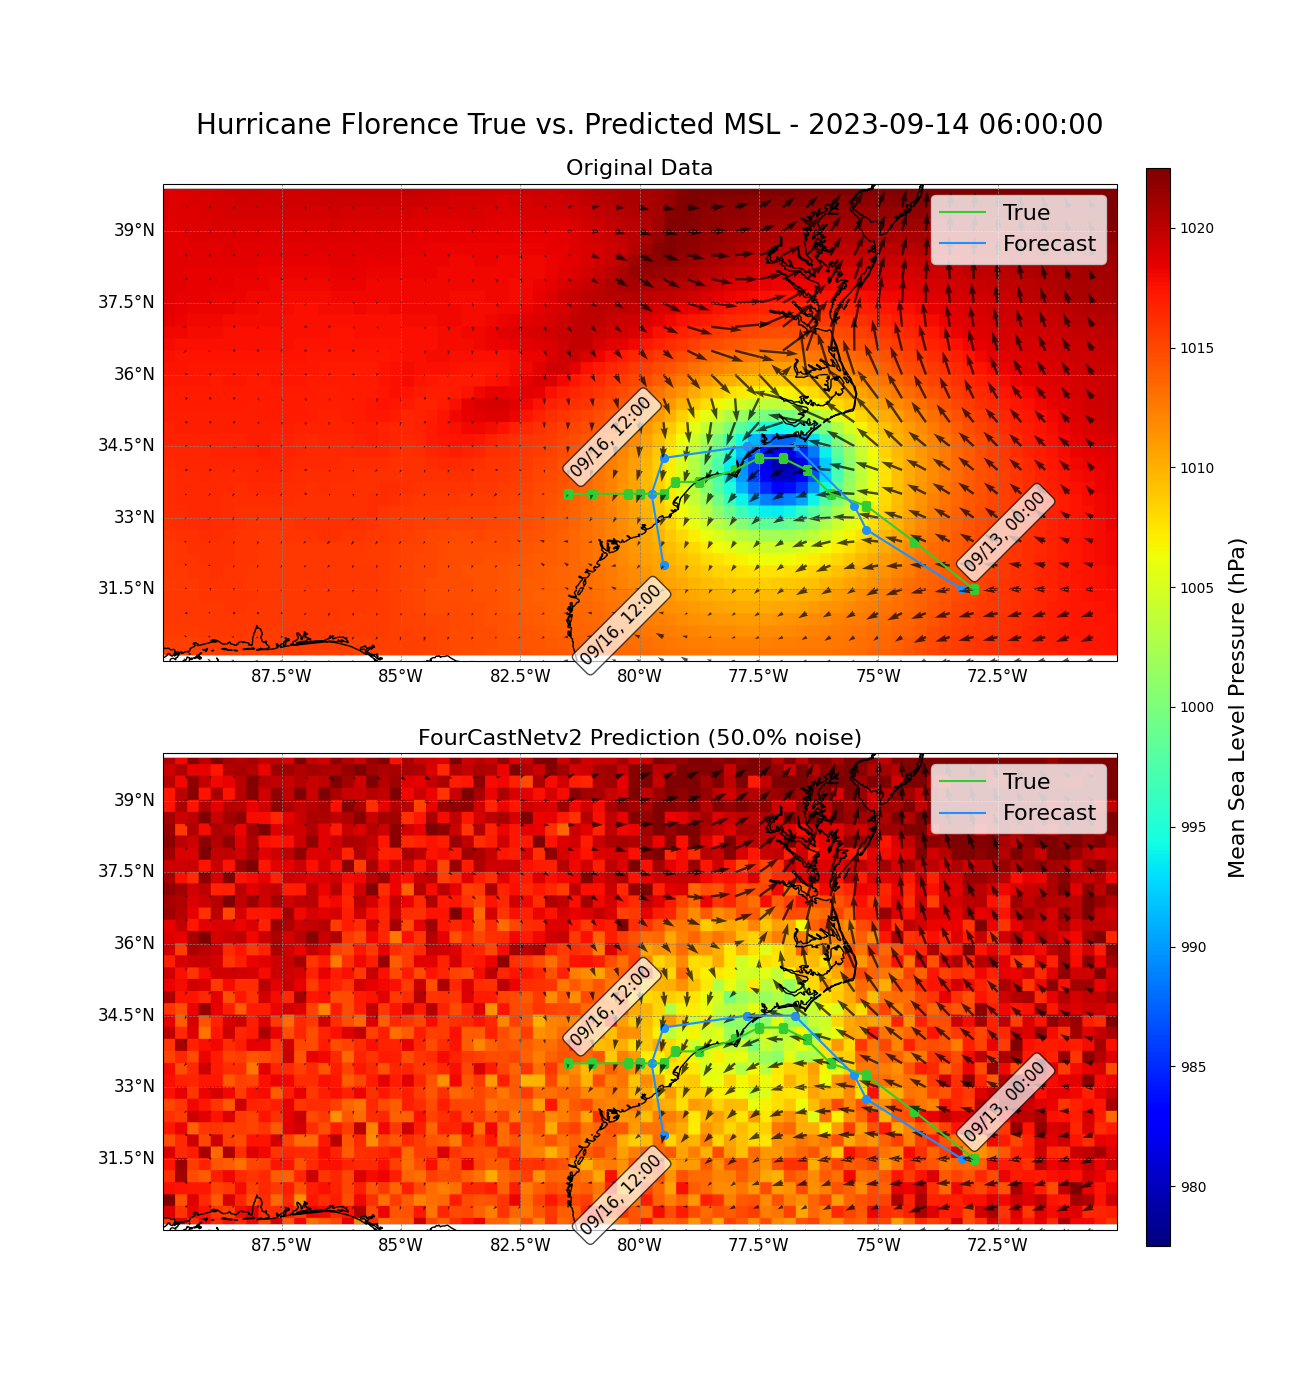 Hurricane Florence True vs. Predicted MSL - 2023-09-14 06:00:00
Original Data
True
Forecast
39°N
37.5°N
36°N
34.5°N
33°N
31.5°N
09/16, 12:00
09/13, 00:00
09/16, 12:00
87.5°W 85°W 82.5°W 80°W 77.5°W 75°W 72.5°W
FourCastNetv2 Prediction (50.0% noise)
True
Forecast
39°N
37.5°N
36°N
34.5°N
33°N
31.5°N
09/16, 12:00
09/13, 00:00
09/16, 12:00
87.5°W 85°W 82.5°W 80°W 77.5°W 75°W 72.5°W
1020
1015
1010
1005
1000
995
990
985
980
Mean Sea Level Pressure (hPa)